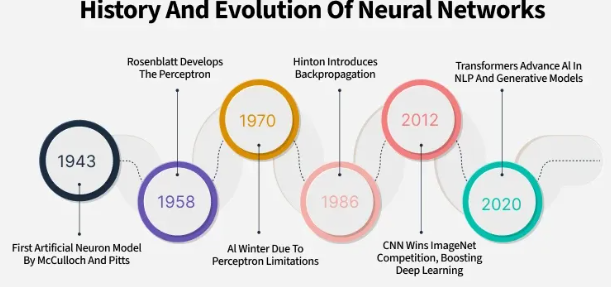 History And Evolution Of Neural Networks
Rosenblatt Develops
The Perceptron
Hinton Introduces
Backpropagation
Transformers Advance AI In
NLP And Generative Models
1943
1958
1970
1986
2012
2020
First Artificial Neuron Model
By McCulloch And Pitts
AI Winter Due To
Perceptron Limitations
CNN Wins ImageNet
Competition, Boosting
Deep Learning